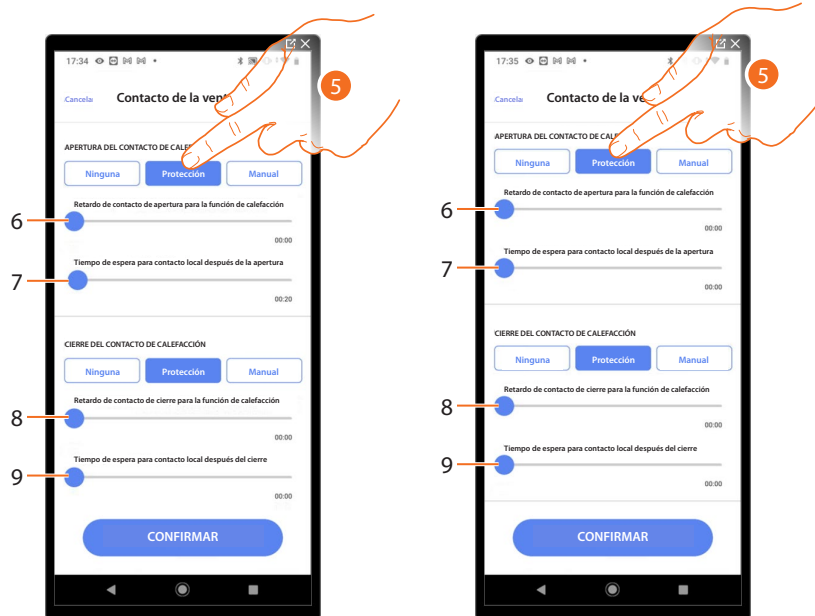 17:34
5
Cancela
Contacto de la vent
APERTURA DEL CONTACTO DE CALEF
Ninguna
Protección
Manual
Retardo de contacto de apertura para la función de calefacción
6
00:00
Tiempo de espera para contacto local después de la apertura
7
00:20
CIERRE DEL CONTACTO DE CALEFACCIÓN
Ninguna
Protección
Manual
Retardo de contacto de cierre para la función de calefacción
8
00:00
Tiempo de espera para contacto local después del cierre
9
00:00
CONFIRMAR
17:35
5
Cancela
Contacto de la ve
APERTURA DEL CONTACTO DE CAL
Ninguna
Protección
Manual
Retardo de contacto de apertura para la función de calefacción
6
00:00
Tiempo de espera para contacto local después de la apertura
7
00:00
CIERRE DEL CONTACTO DE CALEFACCIÓN
Ninguna
Protección
Manual
Retardo de contacto de cierre para la función de calefacción
8
00:00
Tiempo de espera para contacto local después del cierre
9
00:00
CONFIRMAR